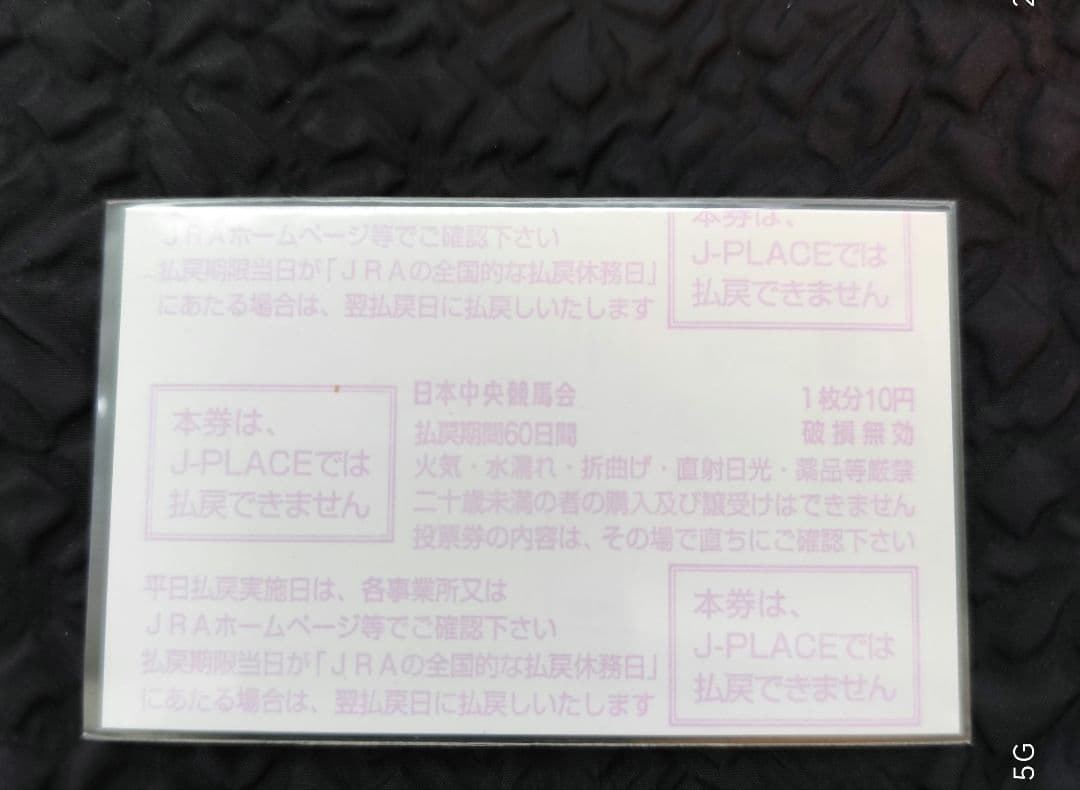 JRAホームページ等でご確認下さい
払戻期限当日が「JRAの全国的な払戻休務日」
にあたる場合は、翌払戻日に払戻しいたします
本券は、
J-PLACEでは
払戻できません
本券は、
J-PLACEでは
払戻できません
日本中央競馬会 1枚分10円
払戻期間60日間 破損無効
火気・水濡れ・折曲げ・直射日光・薬品等厳禁
二十歳未満の者の購入及び譲受けはできません
投票券の内容は、その場で直ちにご確認下さい
平日払戻実施日は、各事業所又は
JRAホームページ等でご確認下さい
払戻期限当日が「JRAの全国的な払戻休務日」
にあたる場合は、翌払戻日に払戻しいたします
本券は、
J-PLACEでは
払戻できません
5G